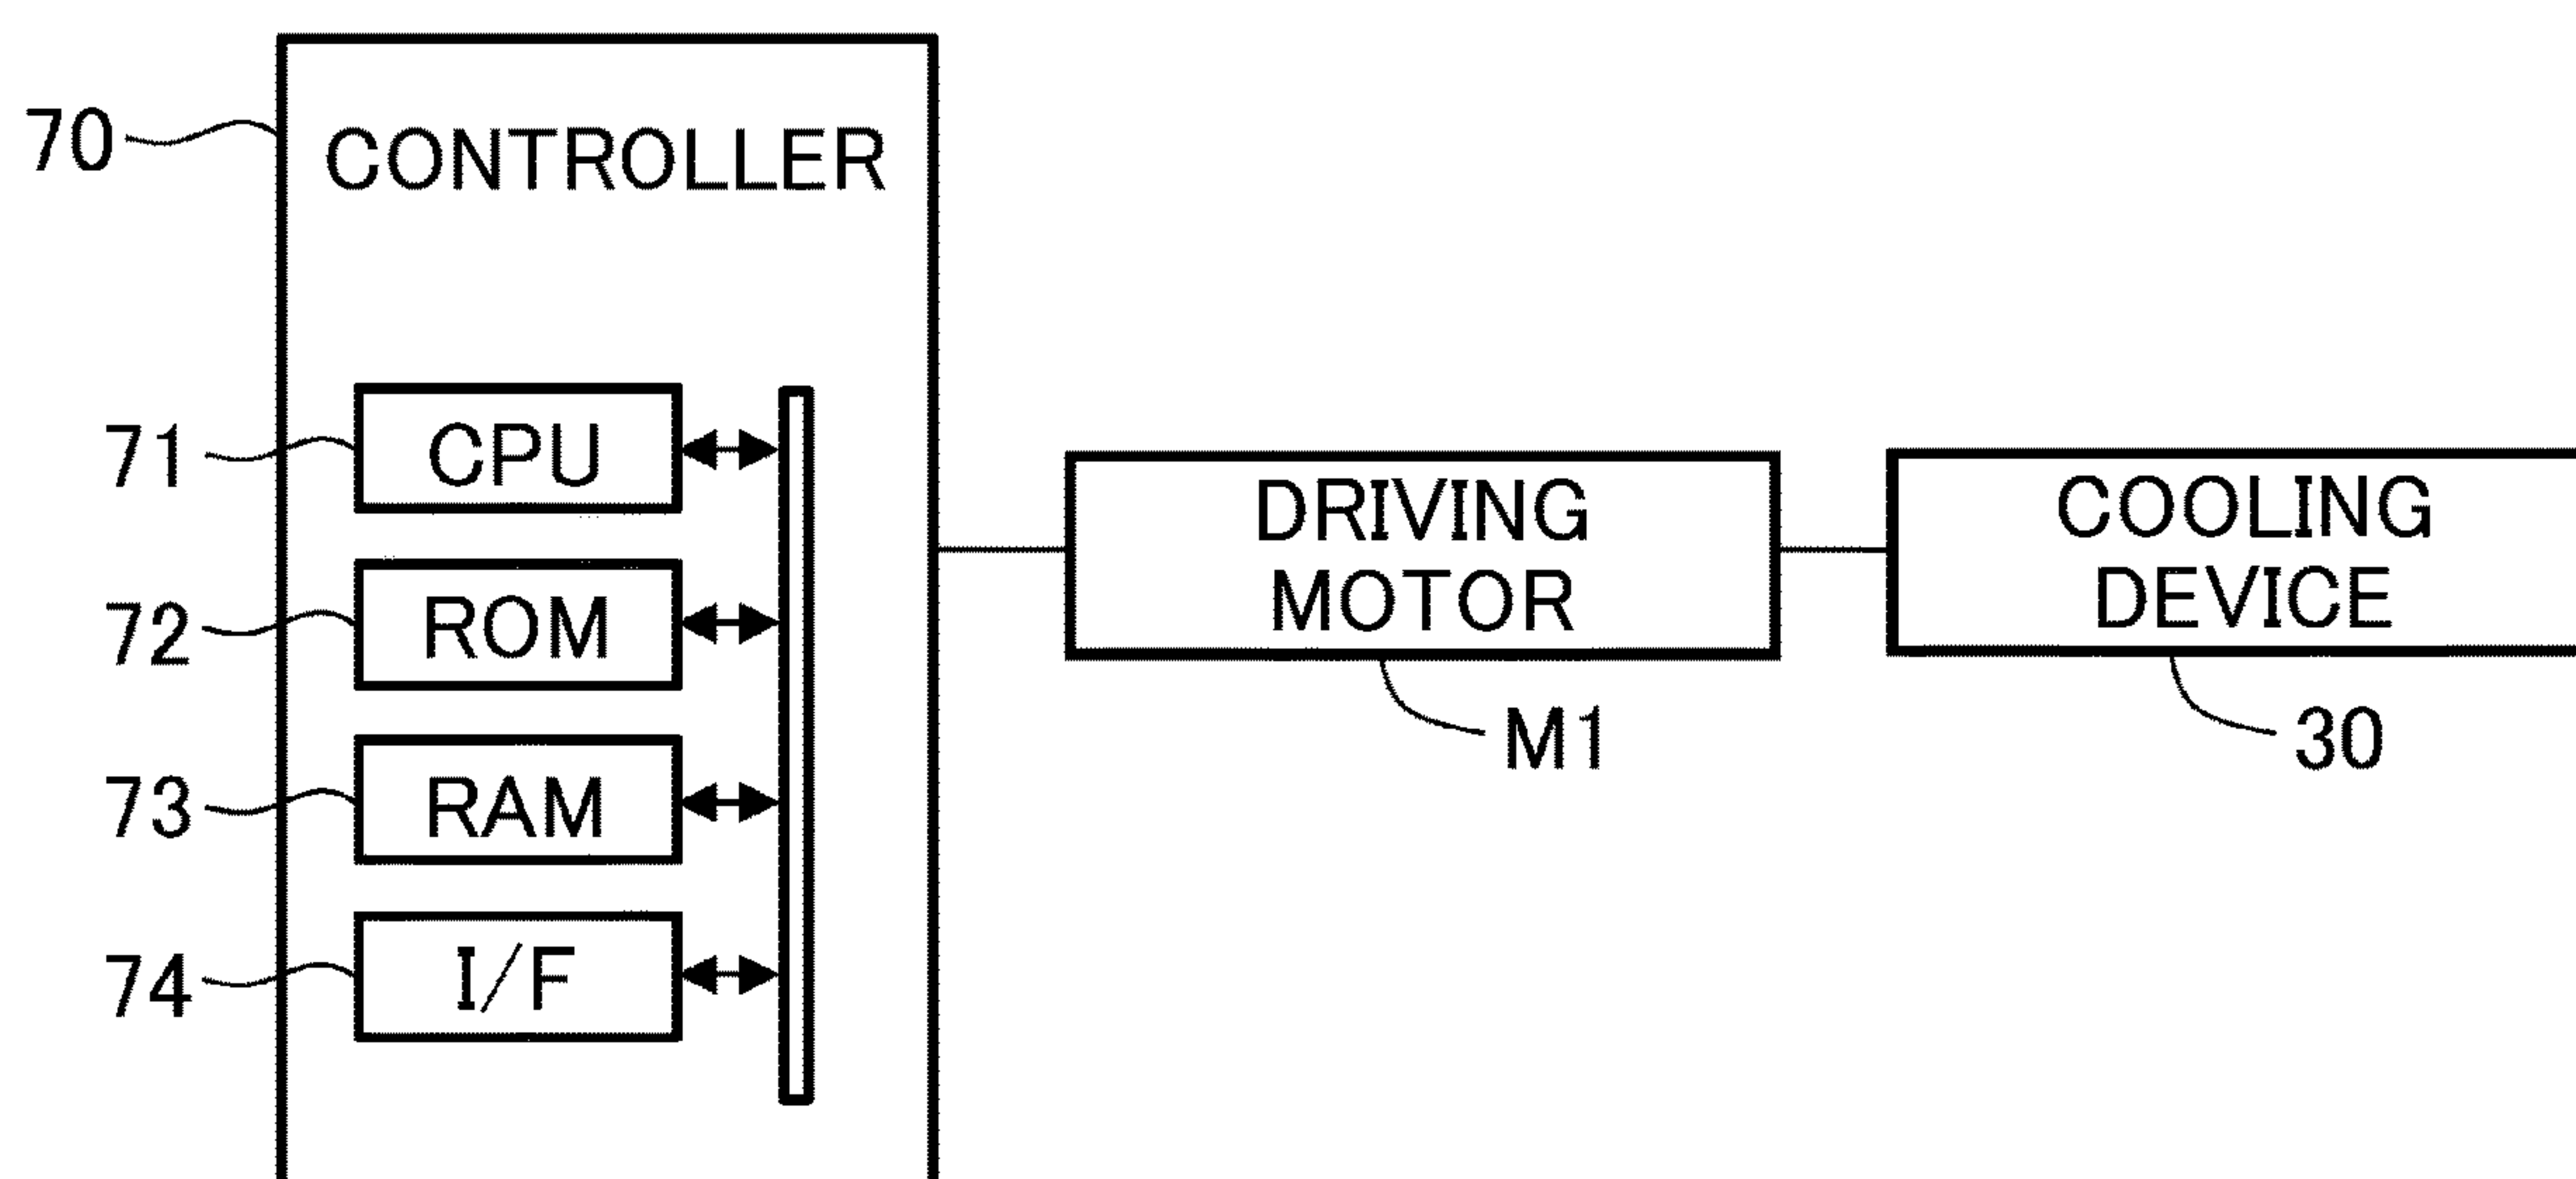 70
CONTROLLER
71
CPU
72
ROM
73
RAM
74
I/F
DRIVING
MOTOR
M1
COOLING
DEVICE
30